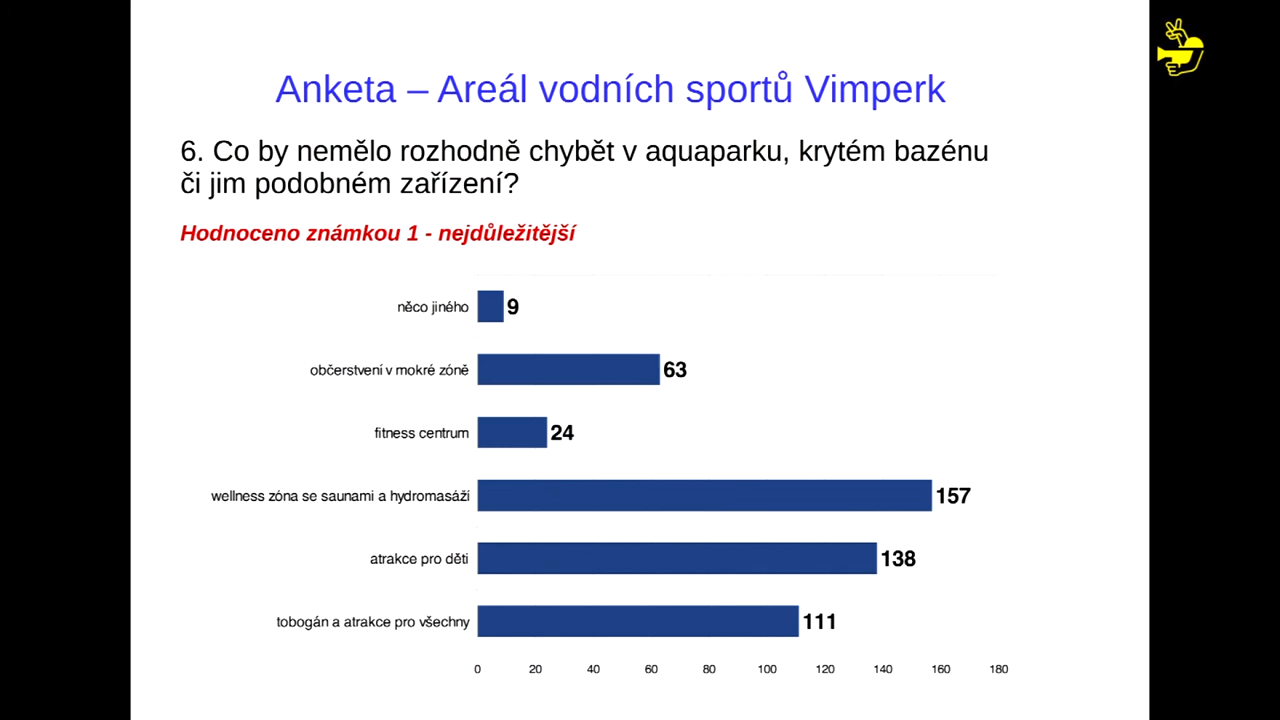 Anketa – Areál vodních sportů Vimperk
6. Co by nemělo rozhodně chybět v aquaparku, krytém bazénu
či jim podobném zařízení?
Hodnoceno známkou 1 - nejdůležitější
něco jiného 9
občerstvení v mokré zóně 63
fitness centrum 24
wellness zóna se saunami a hydromasáží 157
atrakce pro děti 138
tobogán a atrakce pro všechny 111
0 20 40 60 80 100 120 140 160 180